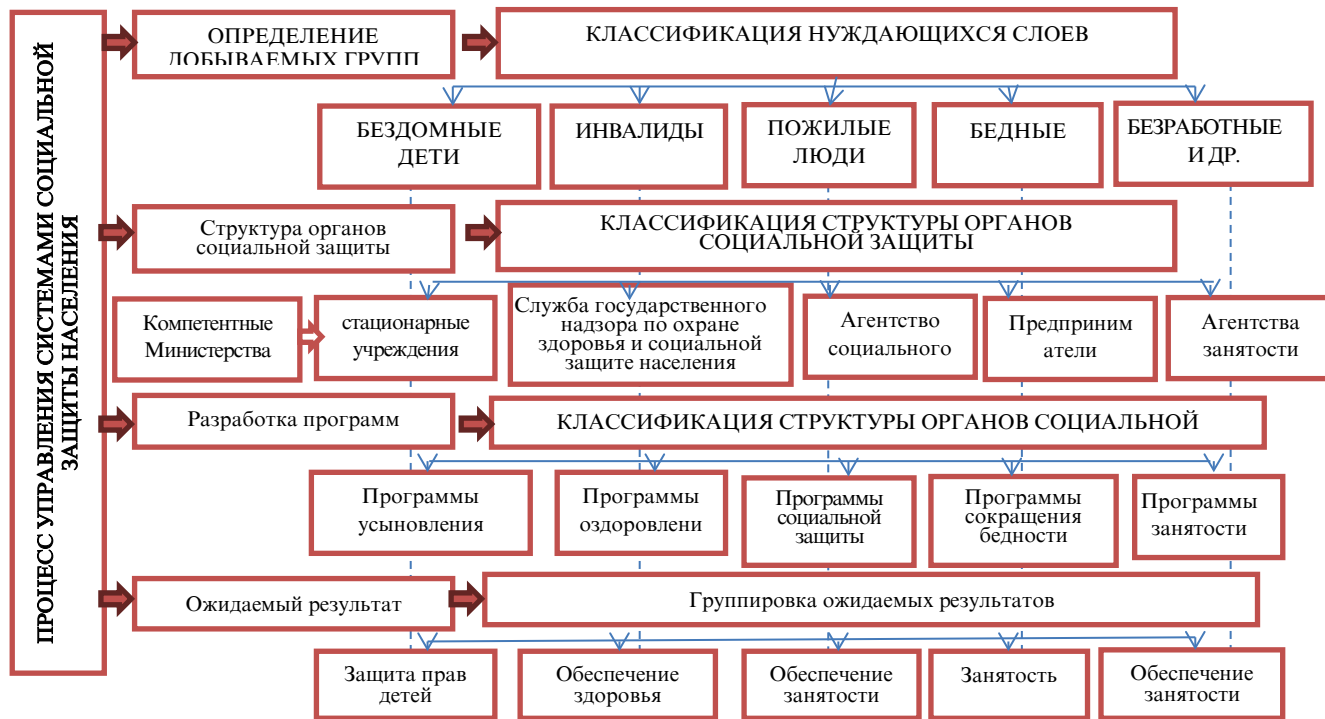 ПРОЦЕСС УПРАВЛЕНИЯ СИСТЕМАМИ СОЦИАЛЬНОЙ
ЗАЩИТЫ НАСЕЛЕНИЯ
ОПРЕДЕЛЕНИЕ
ДОБЫВАЕМЫХ ГРУПП
КЛАССИФИКАЦИЯ НУЖДАЮЩИХСЯ СЛОЕВ
БЕЗДОМНЫЕ
ДЕТИ
ИНВАЛИДЫ
ПОЖИЛЫЕ
ЛЮДИ
БЕДНЫЕ
БЕЗРАБОТНЫЕ
И ДР.
Структура органов
социальной защиты
КЛАССИФИКАЦИЯ СТРУКТУРЫ ОРГАНОВ
СОЦИАЛЬНОЙ ЗАЩИТЫ
Компетентные
Министерства
стационарные
учреждения
Служба государственного
надзора по охране
здоровья и социальной
защите населения
Агентство
социального
Предприним
атели
Агентства
занятости
Разработка программ
КЛАССИФИКАЦИЯ СТРУКТУРЫ ОРГАНОВ СОЦИАЛЬНОЙ
Программы
усыновления
Программы
оздоровлени
Программы
социальной
защиты
Программы
сокращения
бедности
Программы
занятости
Ожидаемый результат
Группировка ожидаемых результатов
Защита прав
детей
Обеспечение
здоровья
Обеспечение
занятости
Занятость
Обеспечение
занятости